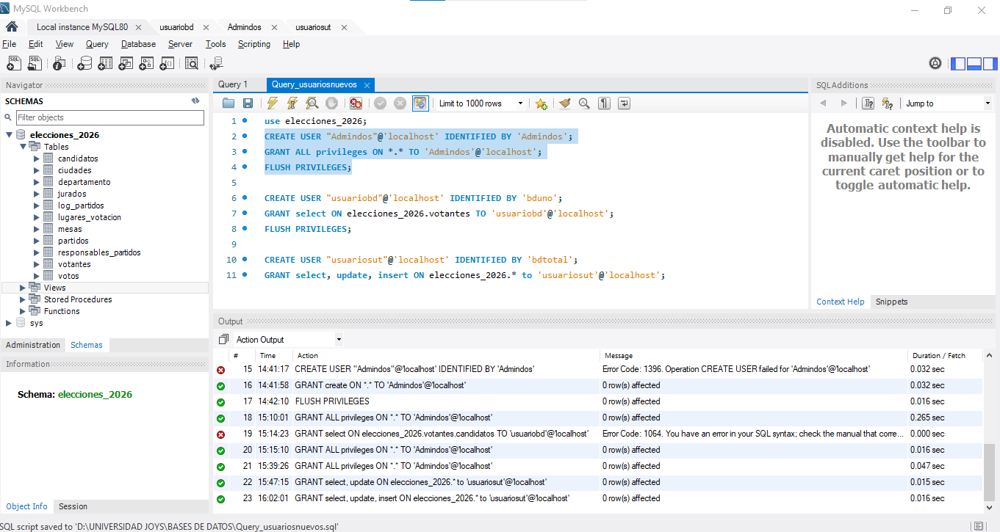 MySQL Workbench
Local instance MySQL80 usuariobd Admindos usuariosut
File Edit View Query Database Server Tools Scripting Help
Navigator
SCHEMAS
Filter objects
elecciones_2026
Tables
candidatos
ciudades
departamento
jurados
log_partidos
lugares_votacion
mesas
partidos
responsables_partidos
votantes
votos
Views
Stored Procedures
Functions
sys
Administration Schemas
Information
Schema: elecciones_2026
Object Info Session
Query 1 Query_usuariosnuevos
Limit to 1000 rows
1 use elecciones_2026;
2 CREATE USER "Admindos"@'localhost' IDENTIFIED BY 'Admindos';
3 GRANT ALL privileges ON *.* TO 'Admindos'@'localhost';
4 FLUSH PRIVILEGES;
5
6 CREATE USER "usuariobd"@'localhost' IDENTIFIED BY 'bduno';
7 GRANT select ON elecciones_2026.votantes TO 'usuariobd'@'localhost';
8 FLUSH PRIVILEGES;
9
10 CREATE USER "usuariosut"@'localhost' IDENTIFIED BY 'bdtotal';
11 GRANT select, update, insert ON elecciones_2026.* to 'usuariosut'@'localhost';
SQLAdditions
Jump to
Automatic context help is
disabled. Use the toolbar to
manually get help for the
current caret position or to
toggle automatic help.
Context Help Snippets
Output
Action Output
# Time Action Message Duration / Fetch
15 14:41:17 CREATE USER "Admindos"@'localhost' IDENTIFIED BY 'Admindos' Error Code: 1396. Operation CREATE USER failed for 'Admindos'@'localhost' 0.032 sec
16 14:41:58 GRANT create ON *.* TO 'Admindos'@'localhost' 0 row(s) affected 0.032 sec
17 14:42:10 FLUSH PRIVILEGES 0 row(s) affected 0.016 sec
18 15:10:01 GRANT ALL privileges ON *.* TO 'Admindos'@'localhost' 0 row(s) affected 0.265 sec
19 15:14:23 GRANT select ON elecciones_2026.votantes.candidatos TO 'usuariobd'@'localhost' Error Code: 1064. You have an error in your SQL syntax; check the manual that corre... 0.000 sec
20 15:15:10 GRANT ALL privileges ON *.* TO 'Admindos'@'localhost' 0 row(s) affected 0.016 sec
21 15:39:26 GRANT ALL privileges ON *.* TO 'Admindos'@'localhost' 0 row(s) affected 0.047 sec
22 15:47:15 GRANT select, update ON elecciones_2026.* to 'usuariosut'@'localhost' 0 row(s) affected 0.015 sec
23 16:02:01 GRANT select, update, insert ON elecciones_2026.* to 'usuariosut'@'localhost' 0 row(s) affected 0.016 sec
SQL script saved to 'D:\UNIVERSIDAD JOYS\BASES DE DATOS\Query_usuariosnuevos.sql'